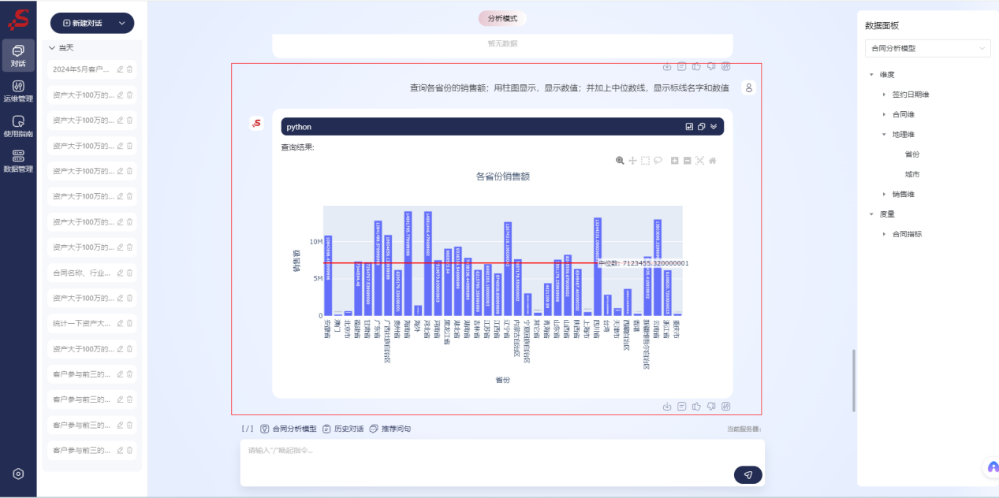 对话
运维管理
使用指南
数据管理
新建对话
当天
2024年5月客户...
资产大于100万的...
资产大于100万的...
资产大于100万的...
资产大于100万的...
资产大于100万的...
资产大于100万的...
资产大于100万的...
合同名称、行业...
资产大于100万的...
统计一下资产大...
资产大于100万的...
客户参与前三的...
客户参与前三的...
客户参与前三的...
客户参与前三的...
分析模式
暂无数据
查询各省份的销售额；用柱图显示，显示数值；并加上中位数线，显示标线名字和数值
python
查询结果:
各省份销售额
销售额
10M
5M
0
中位数: 7123455.320000001
安徽省
澳门
北京市
福建省
甘肃省
广东省
广西壮族自治区
贵州省
海南省
海外
河北省
河南省
黑龙江省
湖北省
湖南省
吉林省
江苏省
江西省
辽宁省
内蒙古自治区
宁夏回族自治区
其它省
青海省
山东省
山西省
陕西省
上海市
四川省
台湾
天津市
西藏自治区
香港
新疆维吾尔自治区
云南省
浙江省
重庆市
省份
[/] 合同分析模型 历史对话 推荐问句
当前服务器:
请输入"/"唤起指令...
数据面板
合同分析模型
维度
签约日期维
合同维
地理维
省份
城市
销售维
度量
合同指标